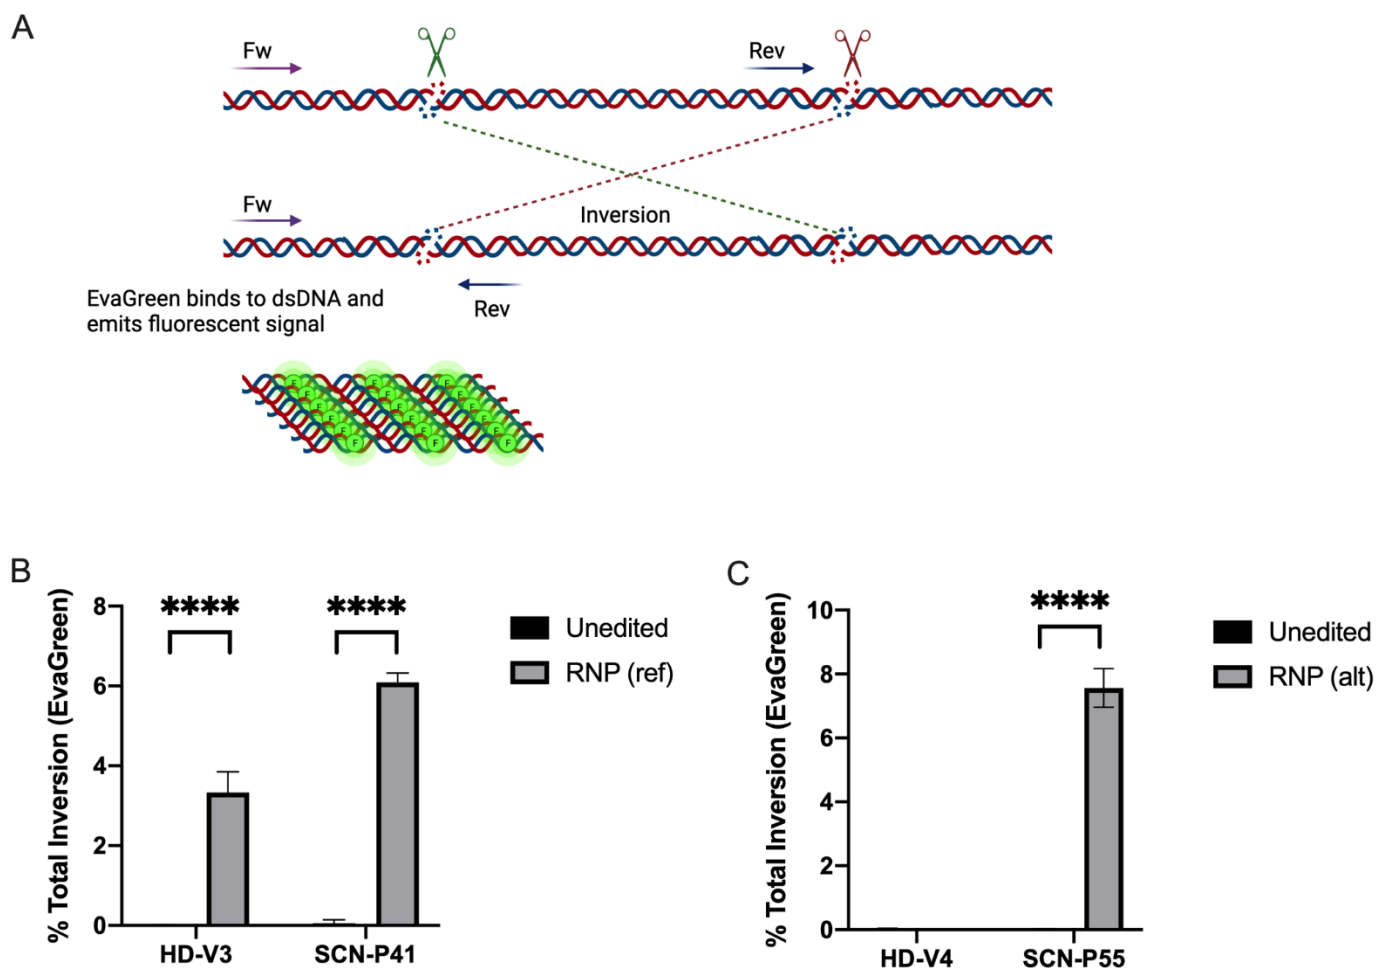 A
Fw
Rev
Fw
Inversion
Rev
EvaGreen binds to dsDNA and
emits fluorescent signal
F F F
F F F
F F F
F F F
F F F
F F F
B
% Total Inversion (EvaGreen)
8
6
4
2
0
****
****
HD-V3
SCN-P41
Unedited
RNP (ref)
C
% Total Inversion (EvaGreen)
10
8
6
4
2
0
****
HD-V4
SCN-P55
Unedited
RNP (alt)